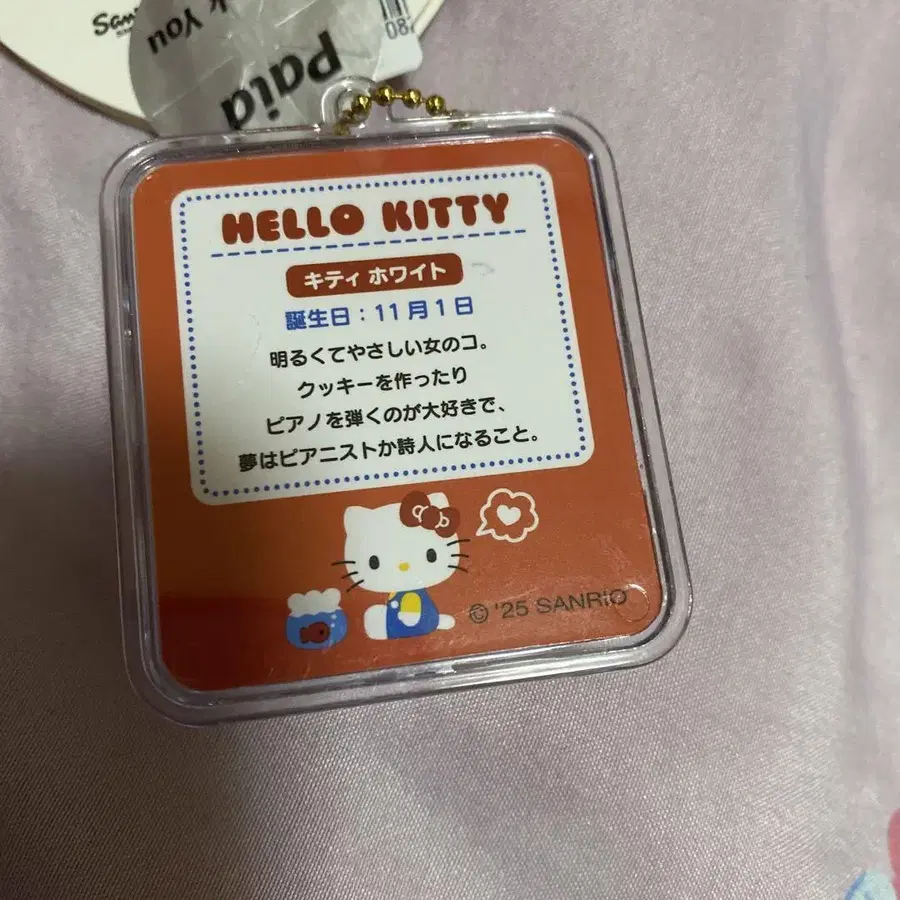 Paid
k You
HELLO KITTY
キティ ホワイト
誕生日：11月1日
明るくてやさしい女のコ。
クッキーを作ったり
ピアノを弾くのが大好きで、
夢はピアニストか詩人になること。
© '25 SANRIO